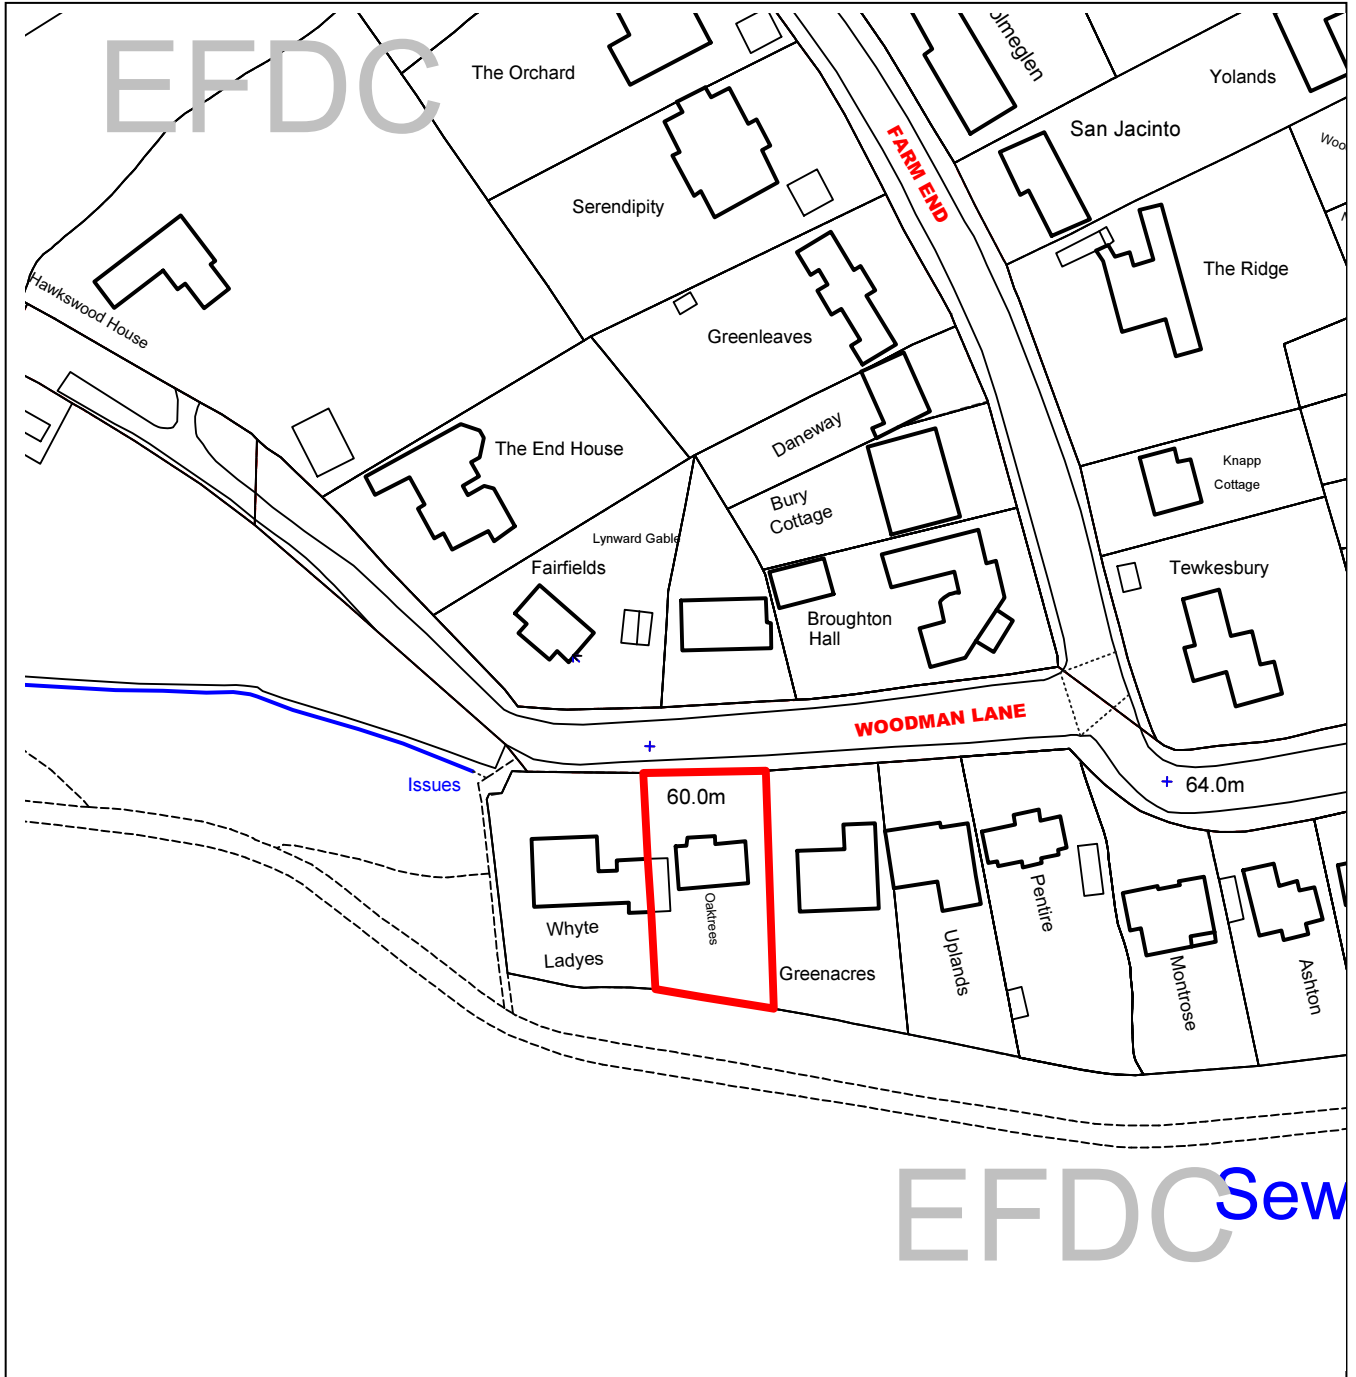 EFDC
The Orchard
Yolands
San Jacinto
FARM END
Serendipity
The Ridge
Hawkswood House
Greenleaves
Daneway
The End House
Knapp
Cottage
Bury
Cottage
Lynward Gable
Fairfields
Tewkesbury
Broughton
Hall
WOODMAN LANE
Issues
60.0m
64.0m
Oaktrees
Pentire
Whyte
Ladyes
Uplands
Greenacres
Montrose
Ashton
EFDC
Sew